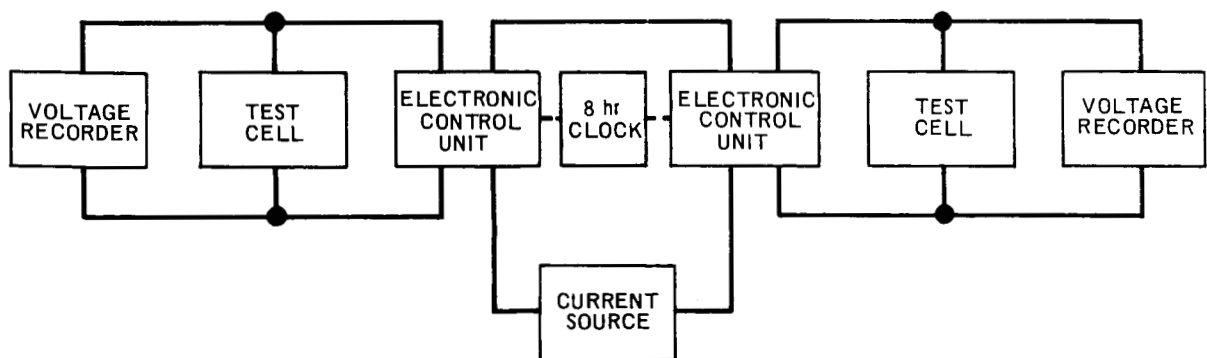 VOLTAGE
RECORDER
TEST
CELL
ELECTRONIC
CONTROL
UNIT
8 hr
CLOCK
ELECTRONIC
CONTROL
UNIT
TEST
CELL
VOLTAGE
RECORDER
CURRENT
SOURCE